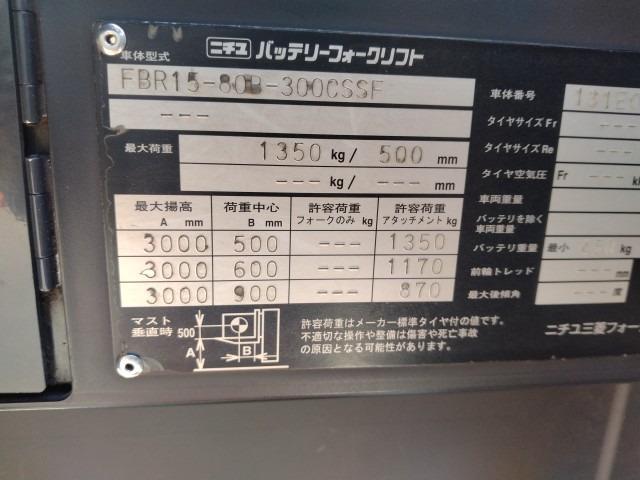 ニチユ バッテリーフォークリフト
車体型式
FBR15-80B-300CSSF
---
最大荷重 1350 kg/ 500 mm
--- kg/ --- mm
最大揚高 A mm 荷重中心 B mm 許容荷重 フォークのみ kg 許容荷重 アタッチメント kg
3000 500 --- 1350
3000 600 --- 1170
3000 900 --- 870
マスト垂直時 500 A B
許容荷重はメーカー標準タイヤ付の値です。
不適切な操作や整備は傷害や死亡事故
の原因となる可能性があります。
車体番号
タイヤサイズ Fr ---
タイヤサイズ Re ---
タイヤ空気圧 Fr ---
車両重量
バッテリを除く車両重量
バッテリ重量 最小 kg
前輪トレッド --- mm
最大後傾角 --- 度
ニチユ三菱フォー